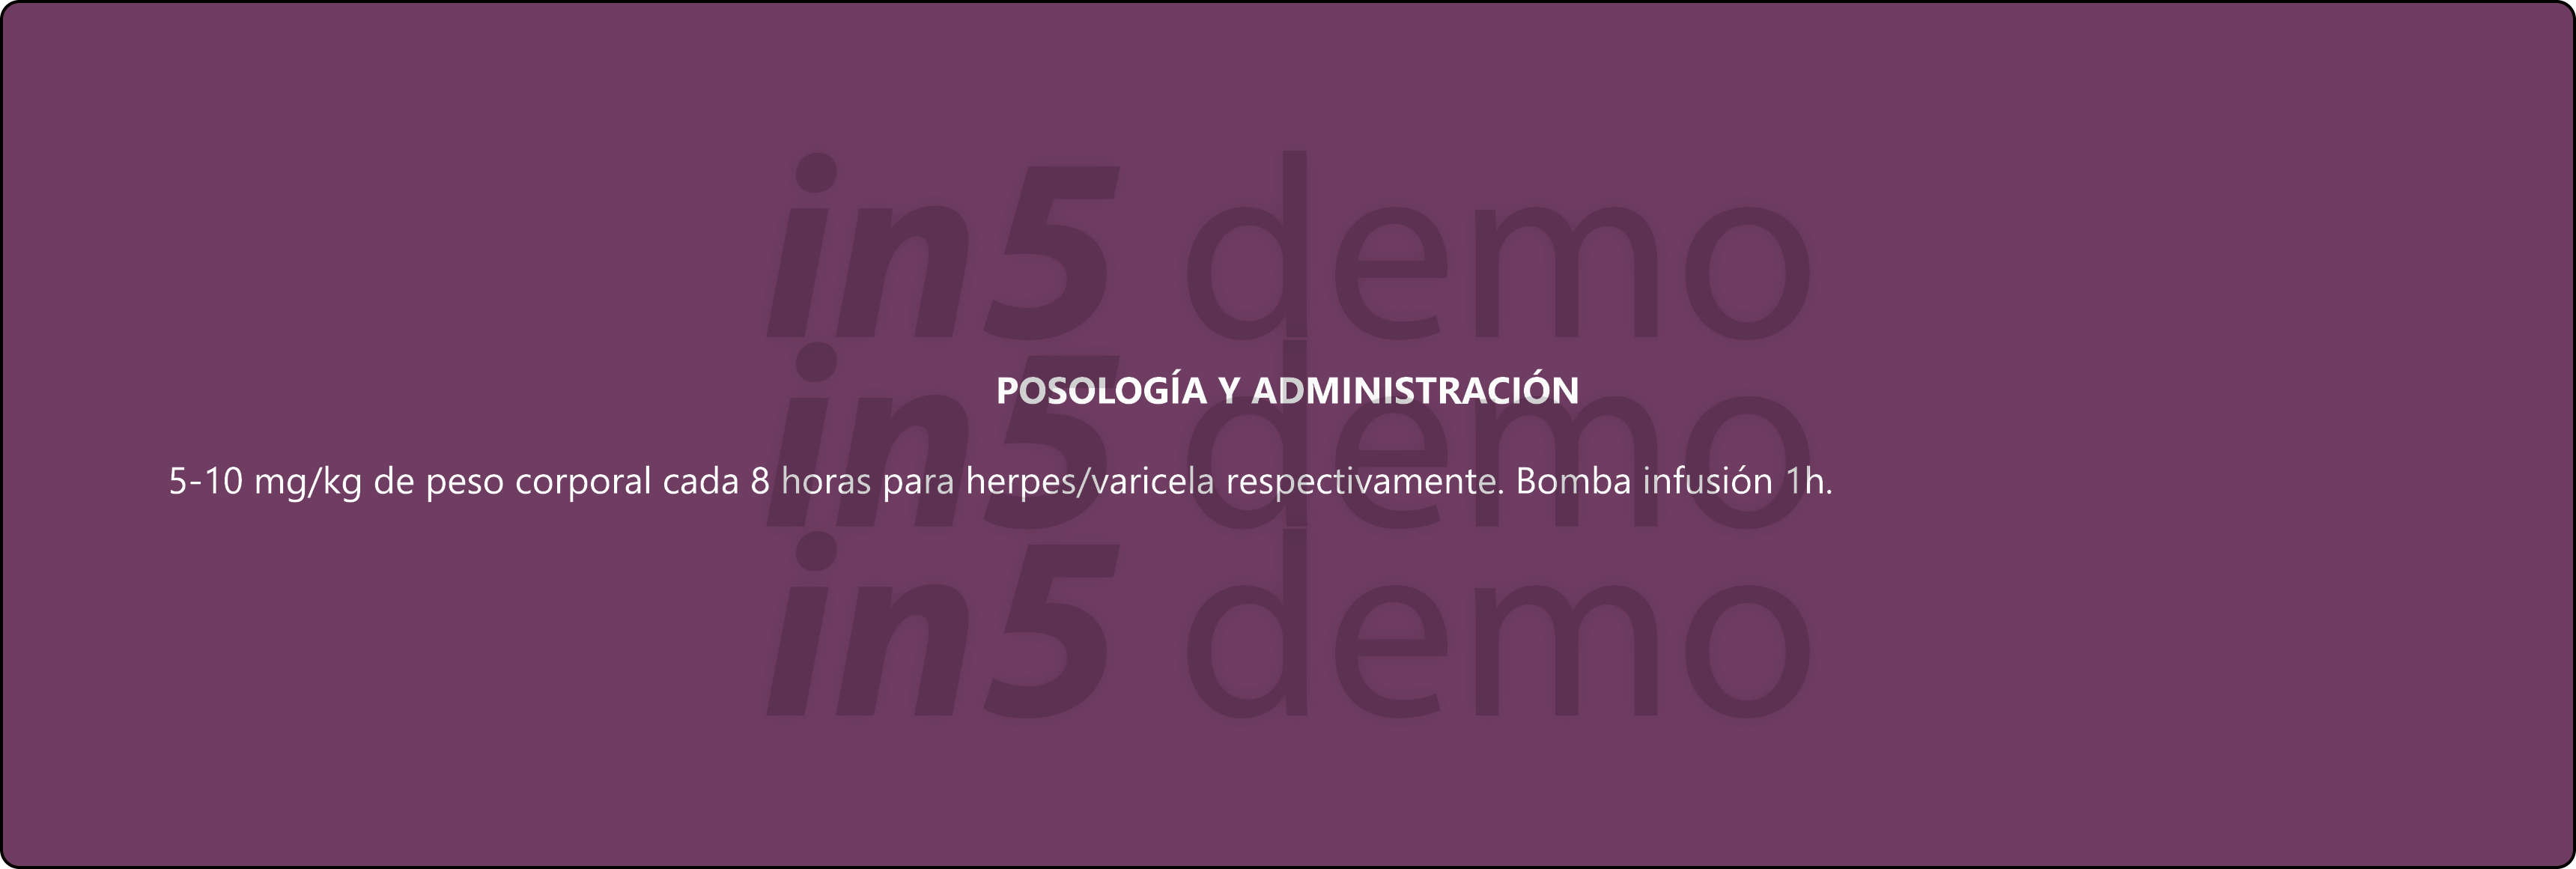 in5 demo
POSOLOGÍA Y ADMINISTRACIÓN
in5 demo
5-10 mg/kg de peso corporal cada 8 horas para herpes/varicela respectivamente. Bomba infusión 1h.
in5 demo